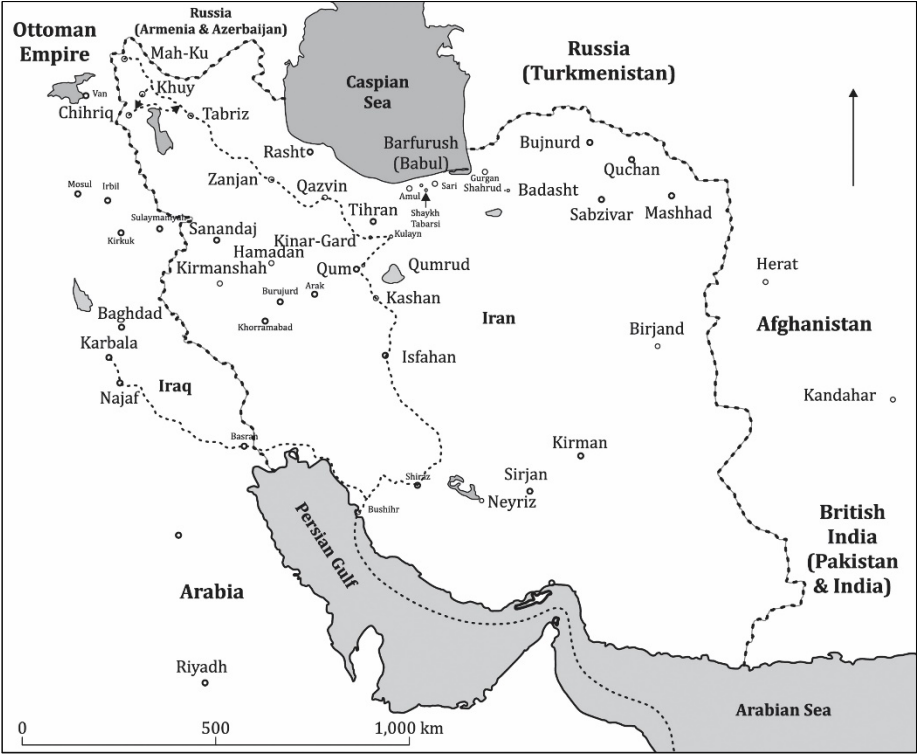 Ottoman
Empire
Russia
(Armenia & Azerbaijan)
Russia
(Turkmenistan)
Caspian
Sea
Mah-Ku
Van
Khuy
Chihriq
Tabriz
Rasht
Barfurush
(Babul)
Bujnurd
Quchan
Zanjan
Qazvin
Amul
Sari
Gurgan
Shahrud
Badasht
Shaykh
Tabarsi
Sabzivar
Mashhad
Mosul
Irbil
Sulaymaniyah
Kirkuk
Sanandaj
Tihran
Kinar-Gard
Kulayn
Hamadan
Kirmanshah
Qum
Qumrud
Herat
Burujurd
Arak
Kashan
Khorramabad
Baghdad
Karbala
Iran
Birjand
Afghanistan
Isfahan
Najaf
Iraq
Kandahar
Basrah
Kirman
Shiraz
Sirjan
Neyriz
Bushihr
Persian Gulf
British
India
(Pakistan
& India)
Arabia
Riyadh
Arabian Sea
0
500
1,000 km